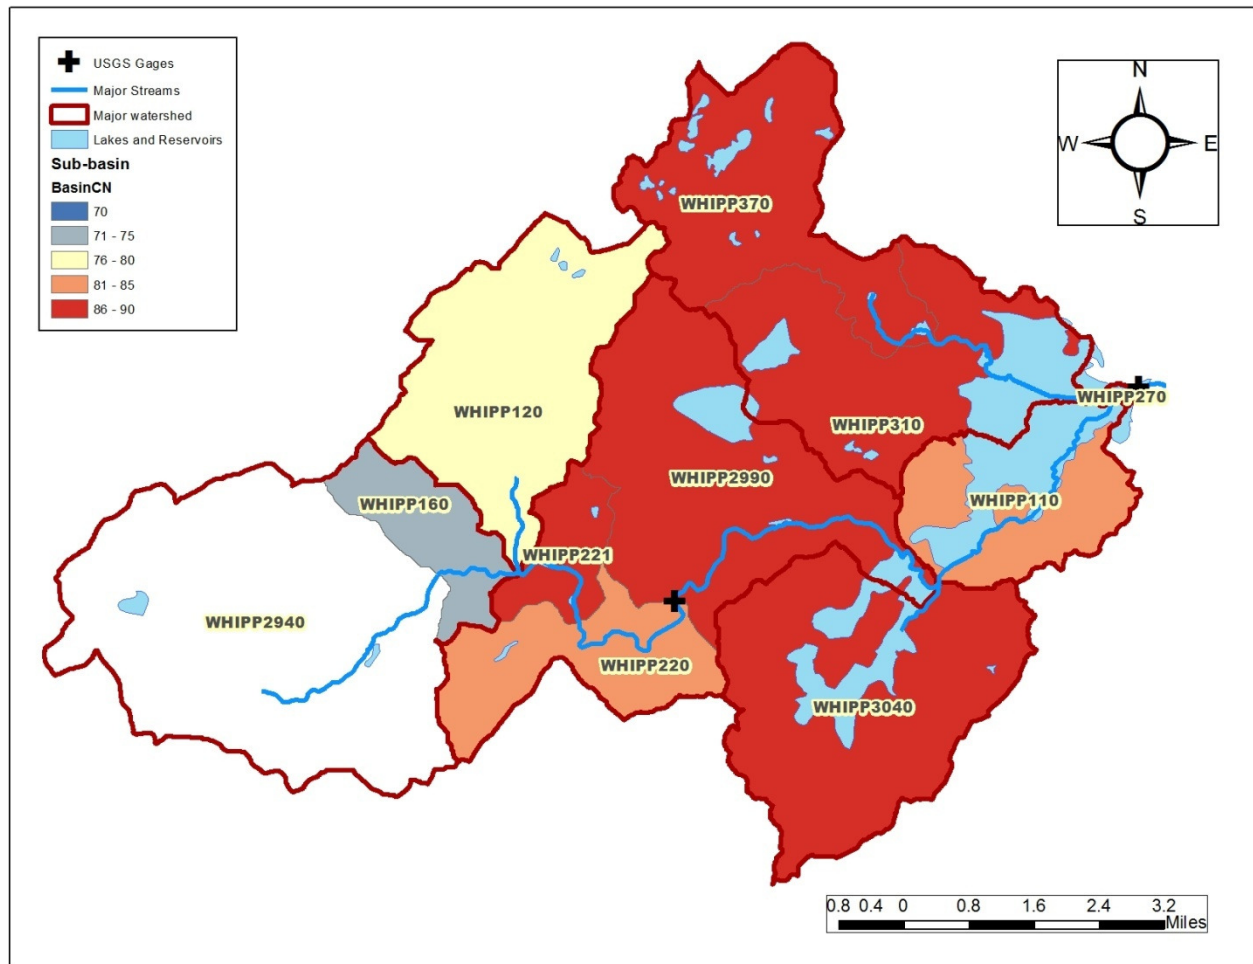 USGS Gages
Major Streams
Major watershed
Lakes and Reservoirs
Sub-basin
BasinCN
70
71 - 75
76 - 80
81 - 85
86 - 90
N
W
E
S
WHIPP370
WHIPP270
WHIPP120
WHIPP310
WHIPP2990
WHIPP160
WHIPP110
WHIPP221
WHIPP2940
WHIPP220
WHIPP3040
0.8 0.4 0 0.8 1.6 2.4 3.2
Miles